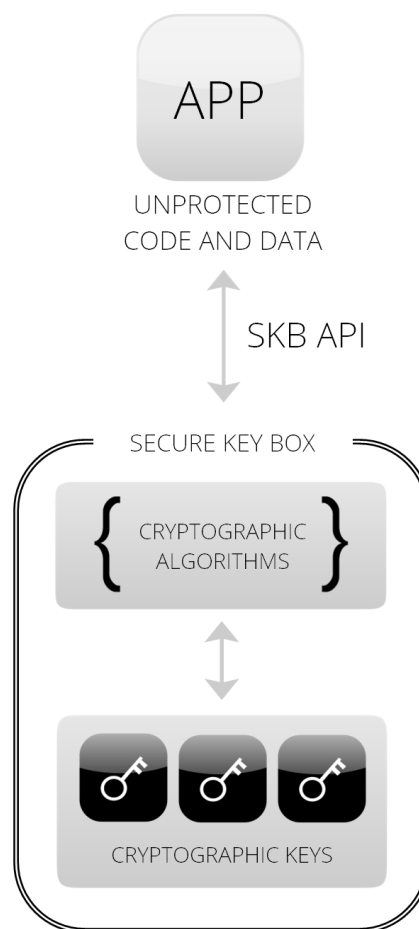 APP
UNPROTECTED
CODE AND DATA
SKB API
SECURE KEY BOX
{ CRYPTOGRAPHIC }
ALGORITHMS
CRYPTOGRAPHIC KEYS